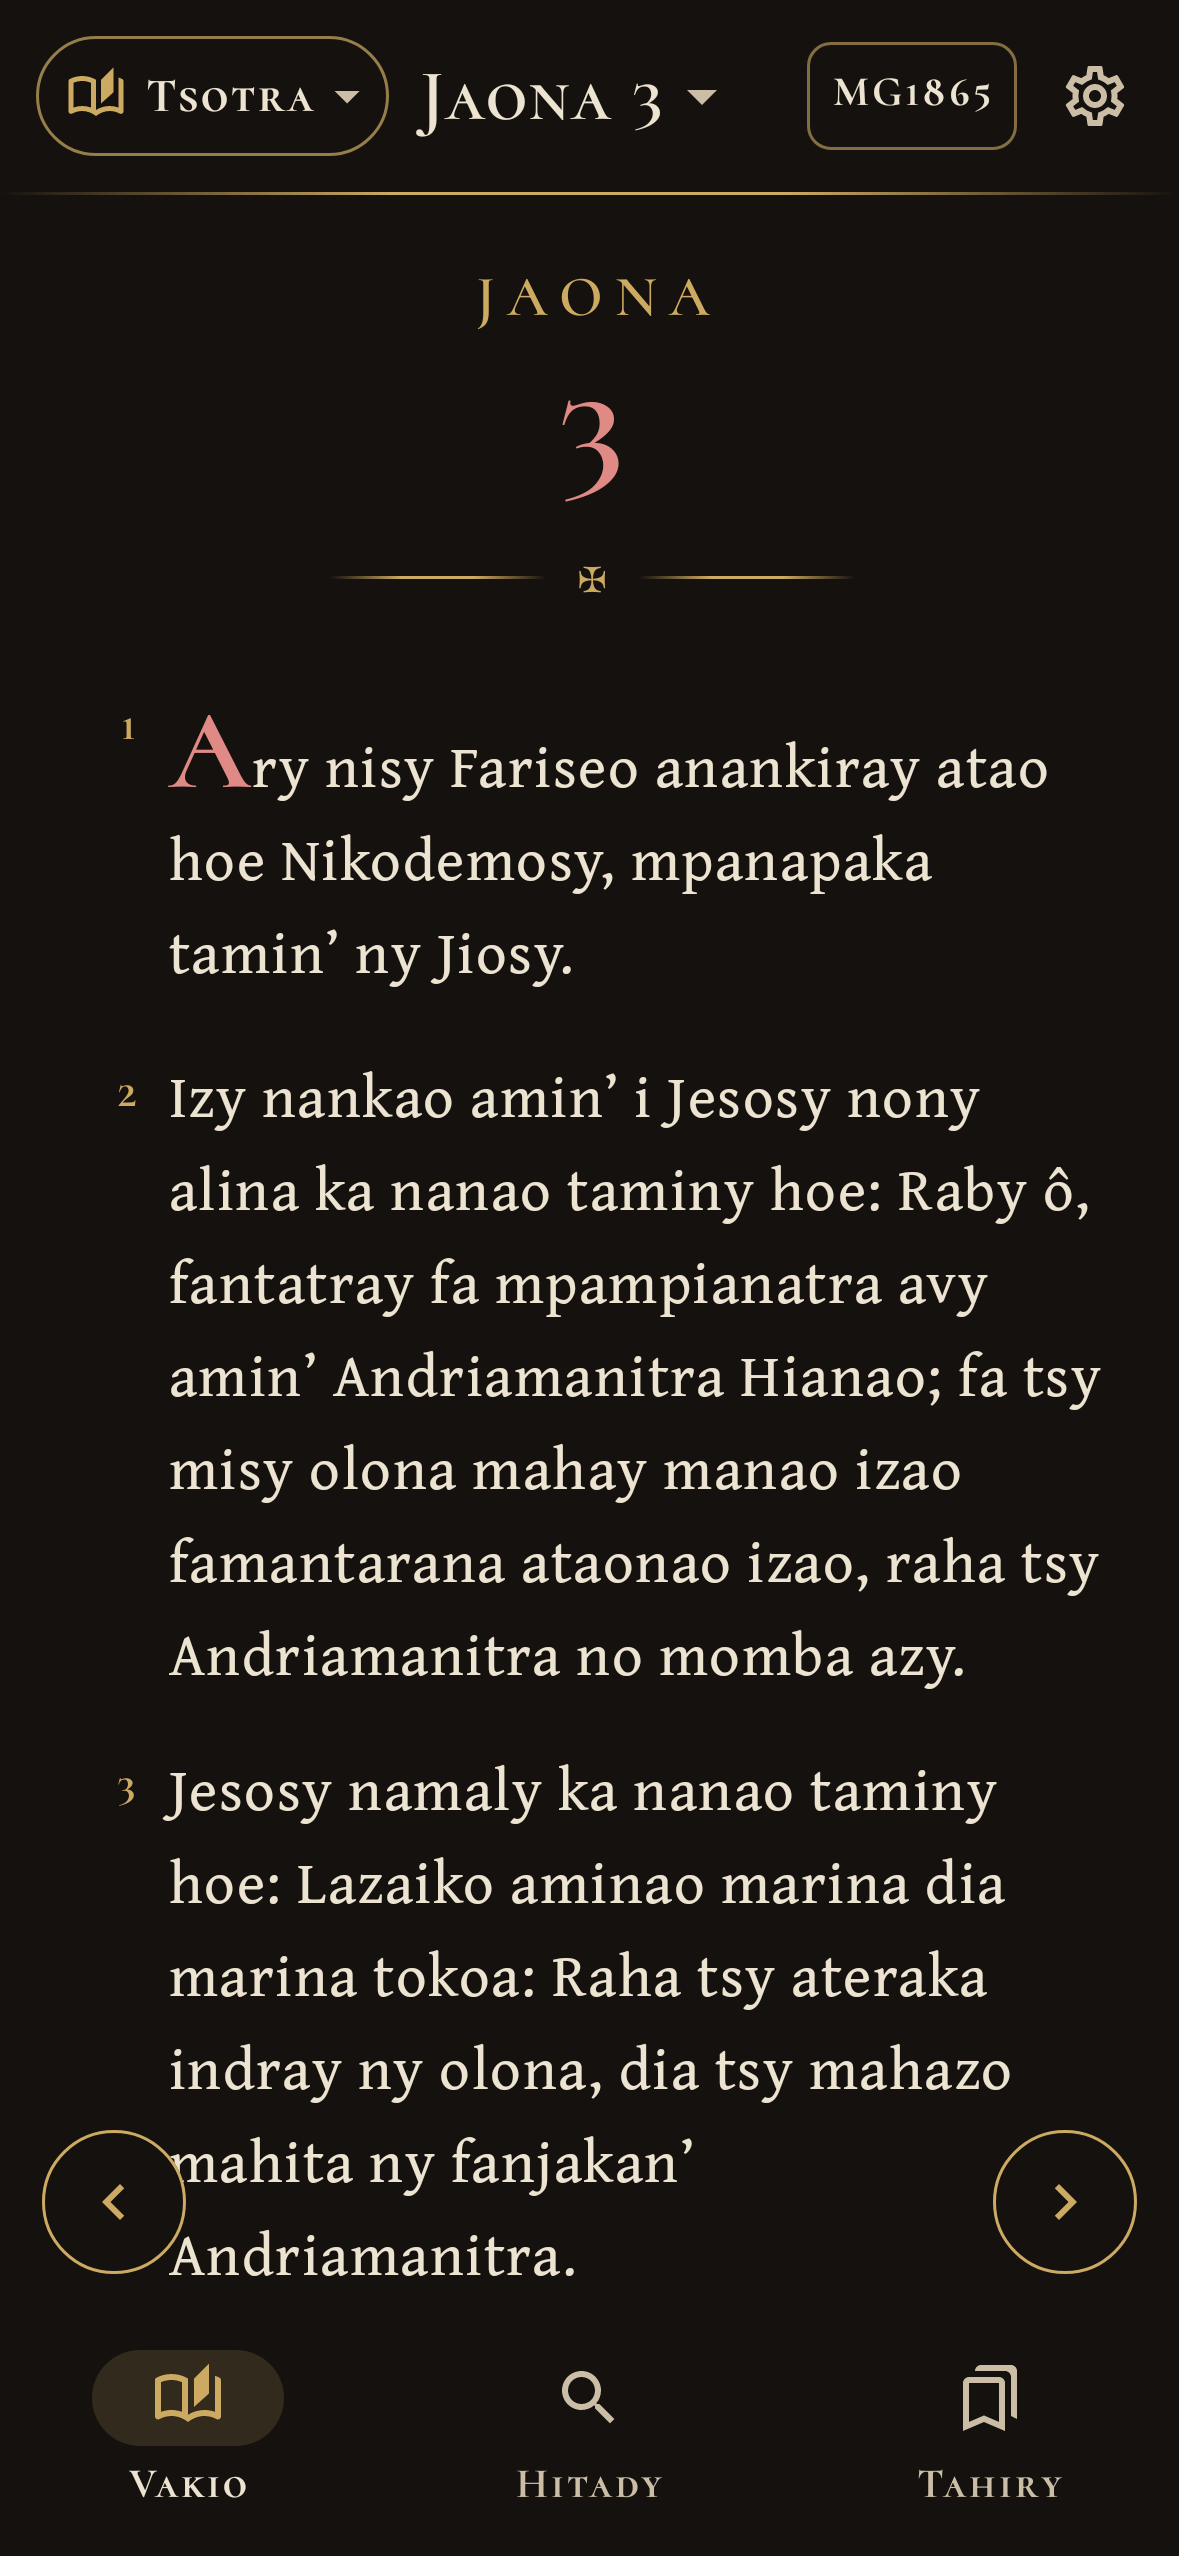 Tsotra
Jaona 3
MG1865
JAONA
3
1 Ary nisy Fariseo anankiray atao
hoe Nikodemosy, mpanapaka
tamin’ ny Jiosy.
2 Izy nankao amin’ i Jesosy nony
alina ka nanao taminy hoe: Raby ô,
fantatray fa mpampianatra avy
amin’ Andriamanitra Hianao; fa tsy
misy olona mahay manao izao
famantarana ataonao izao, raha tsy
Andriamanitra no momba azy.
3 Jesosy namaly ka nanao taminy
hoe: Lazaiko aminao marina dia
marina tokoa: Raha tsy ateraka
indray ny olona, dia tsy mahazo
mahita ny fanjakan’
Andriamanitra.
Vakio
Hitady
Tahiry